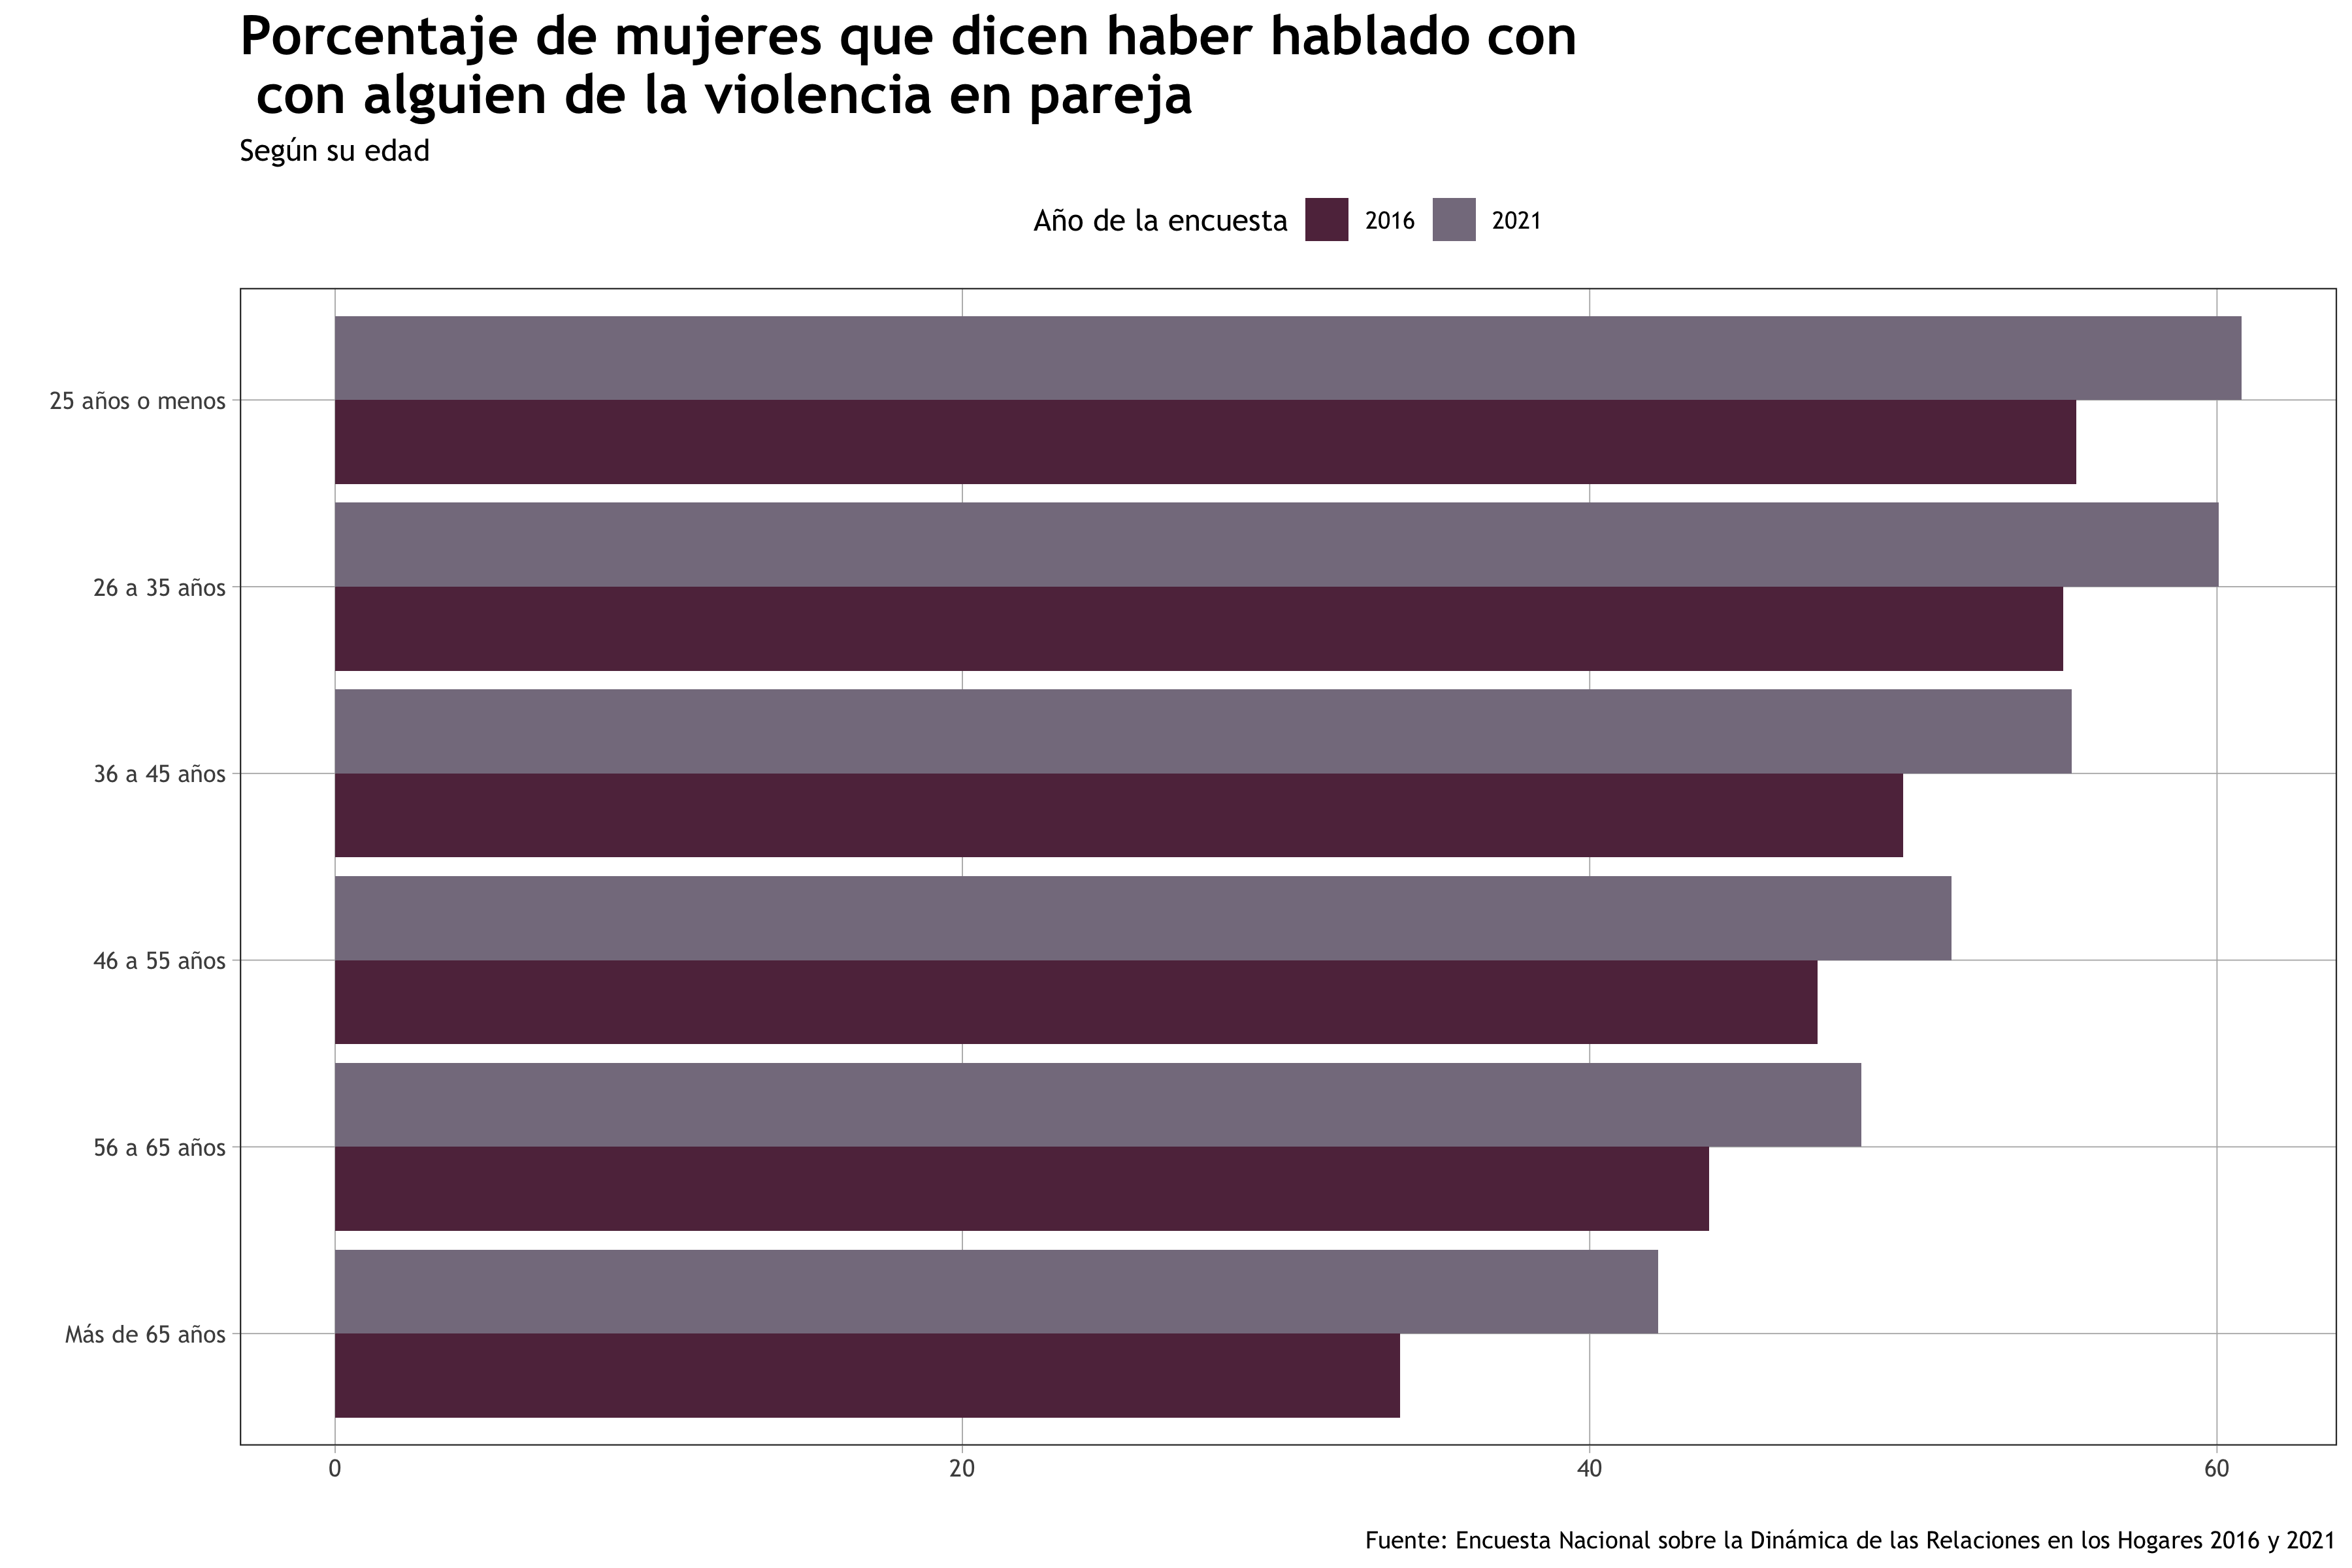 Porcentaje de mujeres que dicen haber hablado con
con alguien de la violencia en pareja
Según su edad
Año de la encuesta 2016 2021
25 años o menos
26 a 35 años
36 a 45 años
46 a 55 años
56 a 65 años
Más de 65 años
0 20 40 60
Fuente: Encuesta Nacional sobre la Dinámica de las Relaciones en los Hogares 2016 y 2021